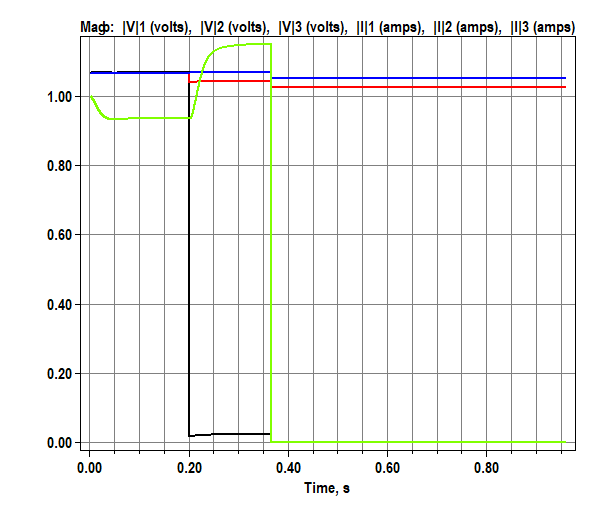 Mago: |V|1 (volts), |V|2 (volts), |V|3 (volts), |I|1 (amps), |I|2 (amps), |I|3 (amps)
1.00
0.80
0.60
0.40
0.20
0.00
0.00 0.20 0.40 0.60 0.80
Time, s